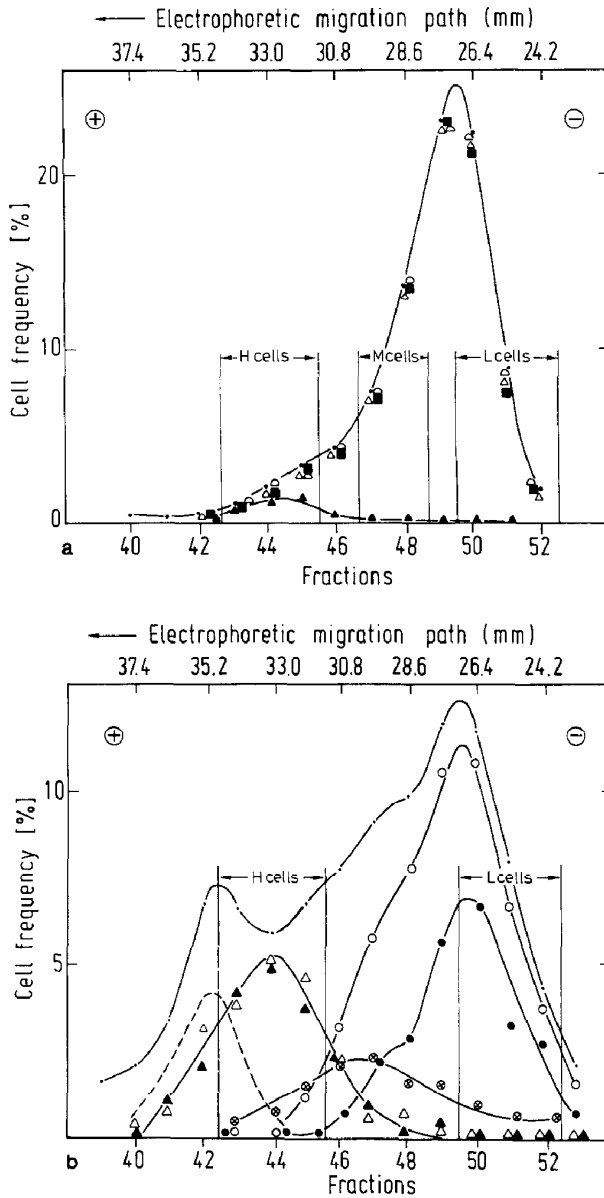 Electrophoretic migration path (mm)
37.4 35.2 33.0 30.8 28.6 26.4 24.2
⊕ ⊖
Cell frequency [%]
20
10
0
H cells M cells L cells
40 42 44 46 48 50 52
a Fractions
Electrophoretic migration path (mm)
37.4 35.2 33.0 30.8 28.6 26.4 24.2
⊕ ⊖
Cell frequency [%]
10
5
H cells L cells
40 42 44 46 48 50 52
b Fractions